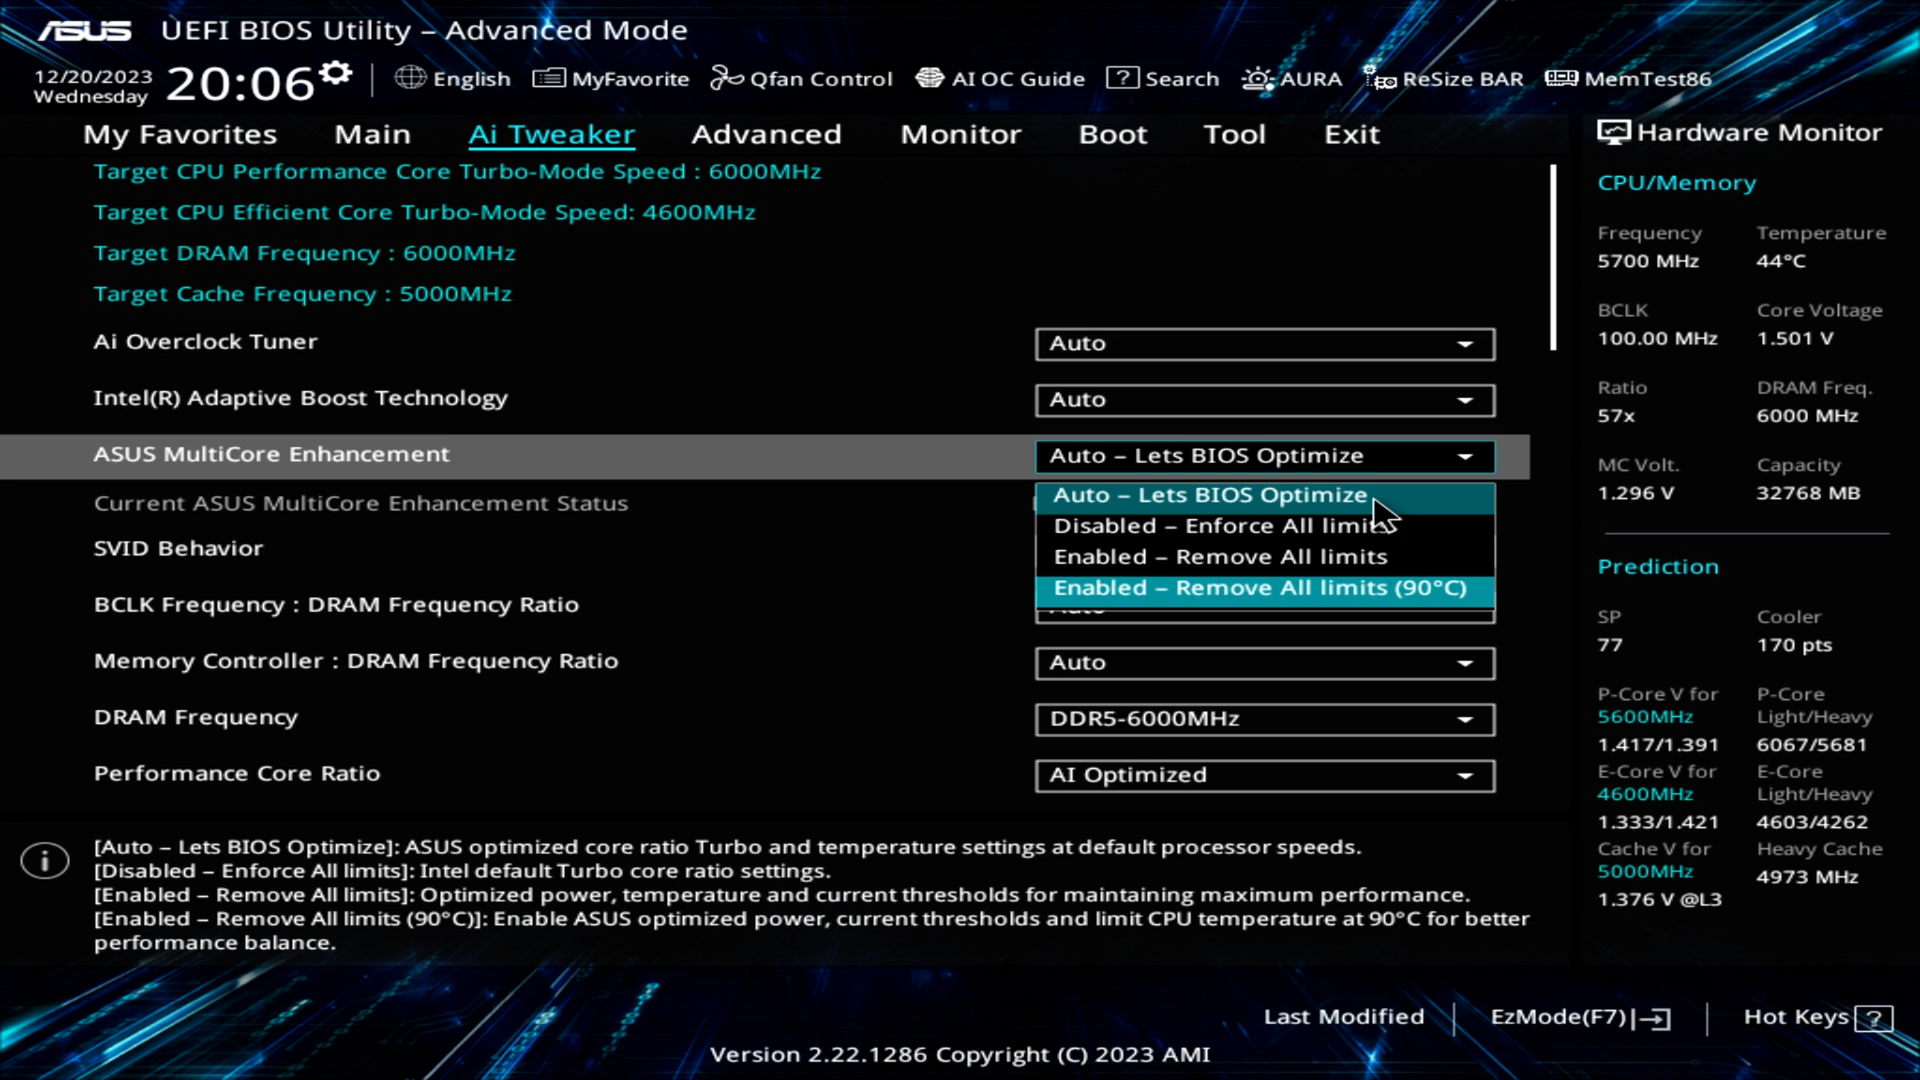 ASUS UEFI BIOS Utility – Advanced Mode
12/20/2023
Wednesday
20:06
English
MyFavorite
Qfan Control
AI OC Guide
? Search
AURA
ReSize BAR
MemTest86
My Favorites
Main
Ai Tweaker
Advanced
Monitor
Boot
Tool
Exit
Target CPU Performance Core Turbo-Mode Speed : 6000MHz
Target CPU Efficient Core Turbo-Mode Speed: 4600MHz
Target DRAM Frequency : 6000MHz
Target Cache Frequency : 5000MHz
Ai Overclock Tuner
Auto
Intel(R) Adaptive Boost Technology
Auto
ASUS MultiCore Enhancement
Auto – Lets BIOS Optimize
Auto – Lets BIOS Optimize
Disabled – Enforce All limits
Enabled – Remove All limits
Enabled – Remove All limits (90°C)
Current ASUS MultiCore Enhancement Status
SVID Behavior
BCLK Frequency : DRAM Frequency Ratio
Auto
Memory Controller : DRAM Frequency Ratio
Auto
DRAM Frequency
DDR5-6000MHz
Performance Core Ratio
AI Optimized
[Auto – Lets BIOS Optimize]: ASUS optimized core ratio Turbo and temperature settings at default processor speeds.
[Disabled – Enforce All limits]: Intel default Turbo core ratio settings.
[Enabled – Remove All limits]: Optimized power, temperature and current thresholds for maintaining maximum performance.
[Enabled – Remove All limits (90°C)]: Enable ASUS optimized power, current thresholds and limit CPU temperature at 90°C for better
performance balance.
Hardware Monitor
CPU/Memory
Frequency Temperature
5700 MHz 44°C
BCLK Core Voltage
100.00 MHz 1.501 V
Ratio DRAM Freq.
57x 6000 MHz
MC Volt. Capacity
1.296 V 32768 MB
Prediction
SP Cooler
77 170 pts
P-Core V for P-Core
5600MHz Light/Heavy
1.417/1.391 6067/5681
E-Core V for E-Core
4600MHz Light/Heavy
1.333/1.421 4603/4262
Cache V for Heavy Cache
5000MHz 4973 MHz
1.376 V @L3
Last Modified
EzMode(F7)
Hot Keys ?
Version 2.22.1286 Copyright (C) 2023 AMI